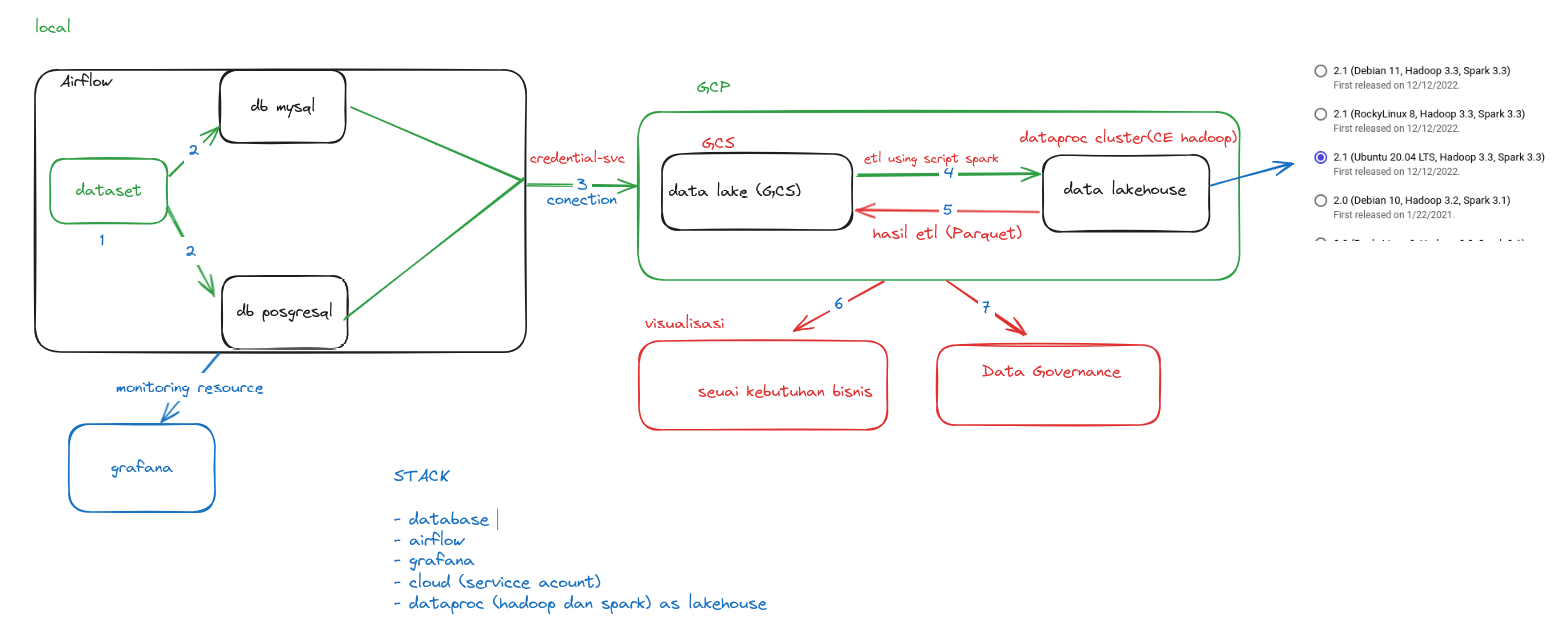 local
Airflow
db mysql
dataset
1
2
2
db posgresql
monitoring resource
grafana
credential-svc
3
conection
GCP
GCS
data lake (GCS)
etl using script spark
4
5
hasil etl (Parquet)
dataproc cluster(CE hadoop)
data lakehouse
2.1 (Debian 11, Hadoop 3.3, Spark 3.3)
First released on 12/12/2022.
2.1 (RockyLinux 8, Hadoop 3.3, Spark 3.3)
First released on 12/12/2022.
2.1 (Ubuntu 20.04 LTS, Hadoop 3.3, Spark 3.3)
First released on 12/12/2022.
2.0 (Debian 10, Hadoop 3.2, Spark 3.1)
First released on 1/22/2021.
6
7
visualisasi
seuai kebutuhan bisnis
Data Governance
STACK
- database
- airflow
- grafana
- cloud (servicce acount)
- dataproc (hadoop dan spark) as lakehouse